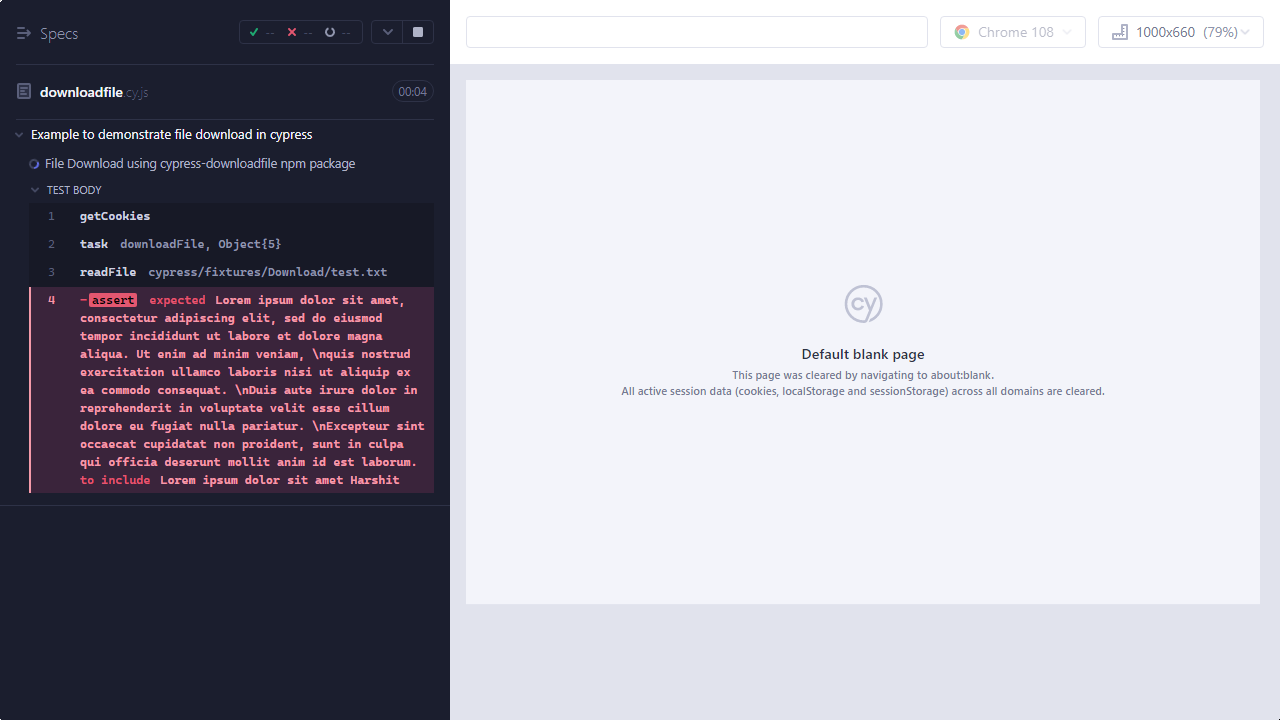 Specs
-- -- --
downloadfile.cy.js
00:04
Example to demonstrate file download in cypress
File Download using cypress-downloadfile npm package
TEST BODY
1 getCookies
2 task downloadFile, Object{5}
3 readFile cypress/fixtures/Download/test.txt
4 -assert expected Lorem ipsum dolor sit amet,
consectetur adipiscing elit, sed do eiusmod
tempor incididunt ut labore et dolore magna
aliqua. Ut enim ad minim veniam, \nquis nostrud
exercitation ullamco laboris nisi ut aliquip ex
ea commodo consequat. \nDuis aute irure dolor in
reprehenderit in voluptate velit esse cillum
dolore eu fugiat nulla pariatur. \nExcepteur sint
occaecat cupidatat non proident, sunt in culpa
qui officia deserunt mollit anim id est laborum.
to include Lorem ipsum dolor sit amet Harshit
Chrome 108
1000x660 (79%)
cy
Default blank page
This page was cleared by navigating to about:blank.
All active session data (cookies, localStorage and sessionStorage) across all domains are cleared.